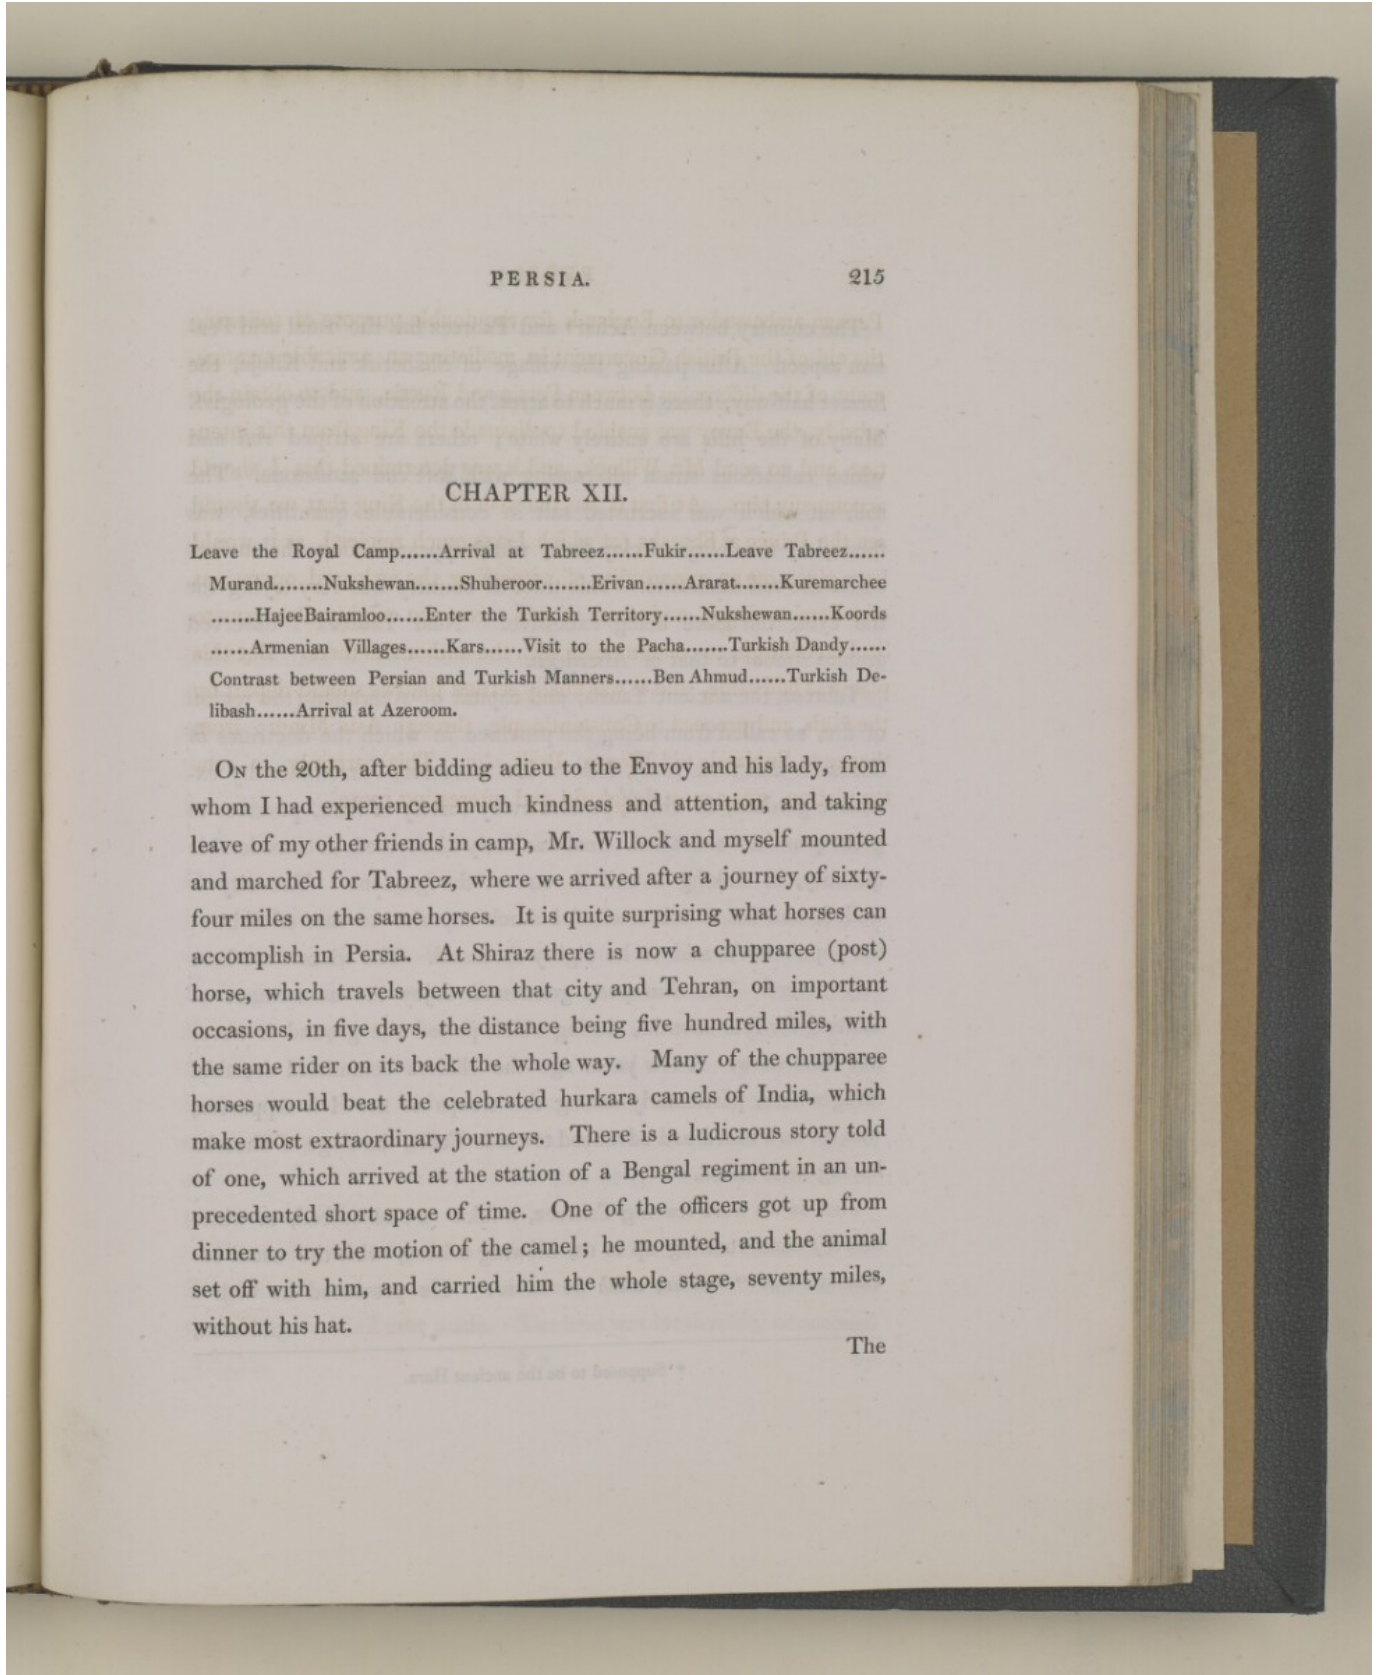 PERSIA. 215
CHAPTER XII.
Leave the Royal Camp......Arrival at Tabreez......Fukir......Leave Tabreez......
Murand........Nukshewan.......Shuheroor........Erivan......Ararat.......Kuremarchee
.......Hajee Bairamloo......Enter the Turkish Territory......Nukshewan......Koords
......Armenian Villages......Kars......Visit to the Pacha.......Turkish Dandy......
Contrast between Persian and Turkish Manners......Ben Ahmud......Turkish De-
libash......Arrival at Azeroom.
ON the 20th, after bidding adieu to the Envoy and his lady, from
whom I had experienced much kindness and attention, and taking
leave of my other friends in camp, Mr. Willock and myself mounted
and marched for Tabreez, where we arrived after a journey of sixty-
four miles on the same horses. It is quite surprising what horses can
accomplish in Persia. At Shiraz there is now a chupparee (post)
horse, which travels between that city and Tehran, on important
occasions, in five days, the distance being five hundred miles, with
the same rider on its back the whole way. Many of the chupparee
horses would beat the celebrated hurkara camels of India, which
make most extraordinary journeys. There is a ludicrous story told
of one, which arrived at the station of a Bengal regiment in an un-
precedented short space of time. One of the officers got up from
dinner to try the motion of the camel; he mounted, and the animal
set off with him, and carried him the whole stage, seventy miles,
without his hat.
The